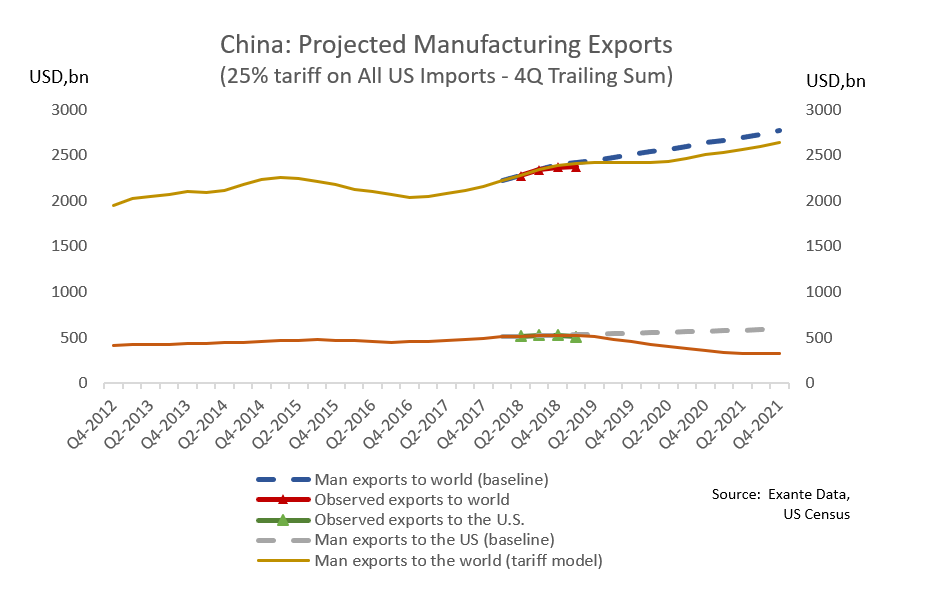 China: Projected Manufacturing Exports
(25% tariff on All US Imports - 4Q Trailing Sum)
USD,bn
USD,bn
3000
3000
2500
2500
2000
2000
1500
1500
1000
1000
500
500
0
0
Q4-2012
Q2-2013
Q4-2013
Q2-2014
Q4-2014
Q2-2015
Q4-2015
Q2-2016
Q4-2016
Q2-2017
Q4-2017
Q2-2018
Q4-2018
Q2-2019
Q4-2019
Q2-2020
Q4-2020
Q2-2021
Q4-2021
Man exports to world (baseline)
Observed exports to world
Observed exports to the U.S.
Man exports to the US (baseline)
Man exports to the world (tariff model)
Source:  Exante Data,
US Census